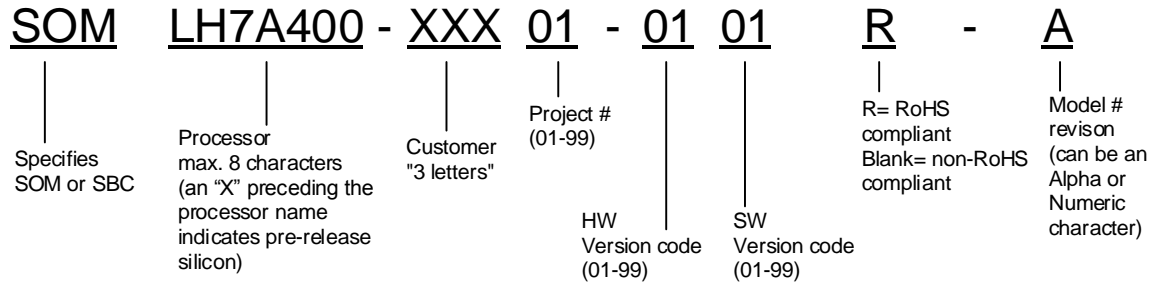 SOM LH7A400 - XXX 01 - 01 01 R - A
Specifies
SOM or SBC
Processor
max. 8 characters
(an “X” preceding the
processor name
indicates pre-release
silicon)
Customer
"3 letters"
Project #
(01-99)
HW
Version code
(01-99)
SW
Version code
(01-99)
R= RoHS
compliant
Blank= non-RoHS
compliant
Model #
revison
(can be an
Alpha or
Numeric
character)